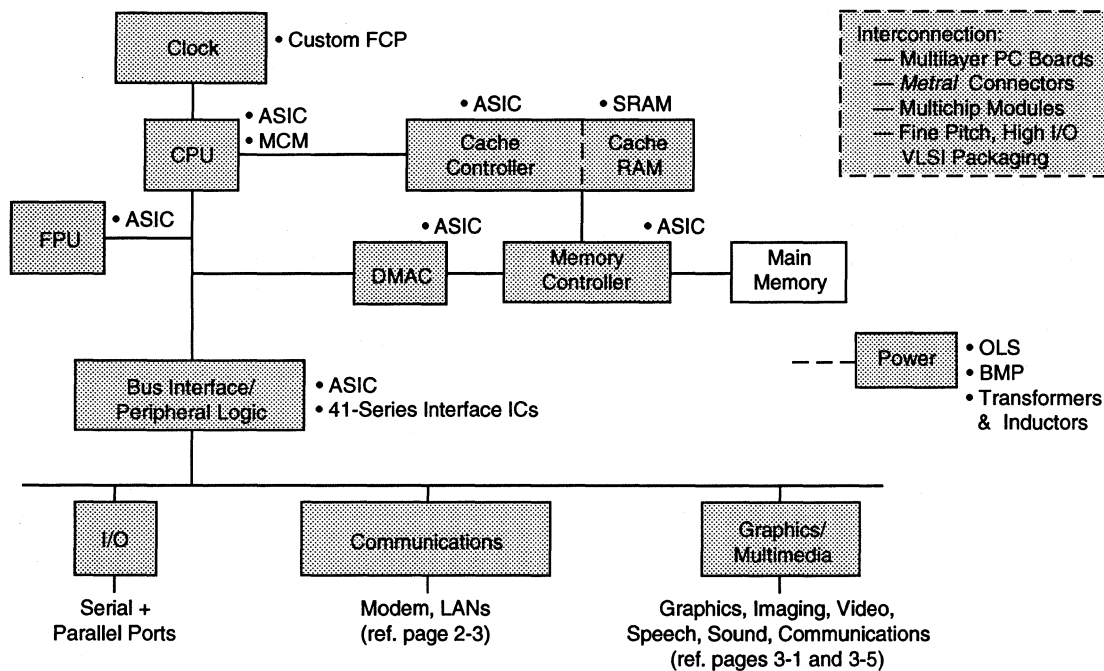 Clock
• Custom FCP
Interconnection:
— Multilayer PC Boards
— Metral Connectors
— Multichip Modules
— Fine Pitch, High I/O
VLSI Packaging
• ASIC
• MCM
CPU
• ASIC
• SRAM
Cache
Controller
Cache
RAM
FPU
• ASIC
• ASIC
DMAC
Memory
Controller
• ASIC
Main
Memory
Power
• OLS
• BMP
• Transformers
& Inductors
Bus Interface/
Peripheral Logic
• ASIC
• 41-Series Interface ICs
I/O
Serial +
Parallel Ports
Communications
Modem, LANs
(ref. page 2-3)
Graphics/
Multimedia
Graphics, Imaging, Video,
Speech, Sound, Communications
(ref. pages 3-1 and 3-5)